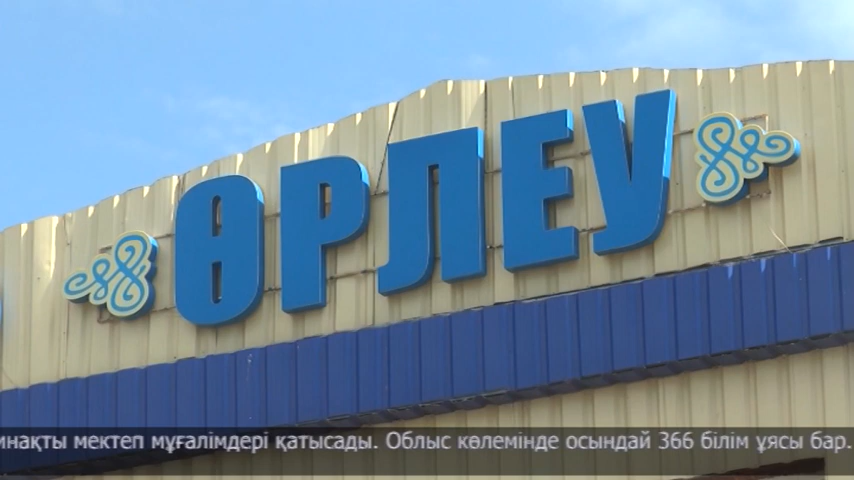 ӨРЛЕУ
мектеп мұғалімдері қатысады. Облыс көлемінде осындай 366 білім ұясы бар.